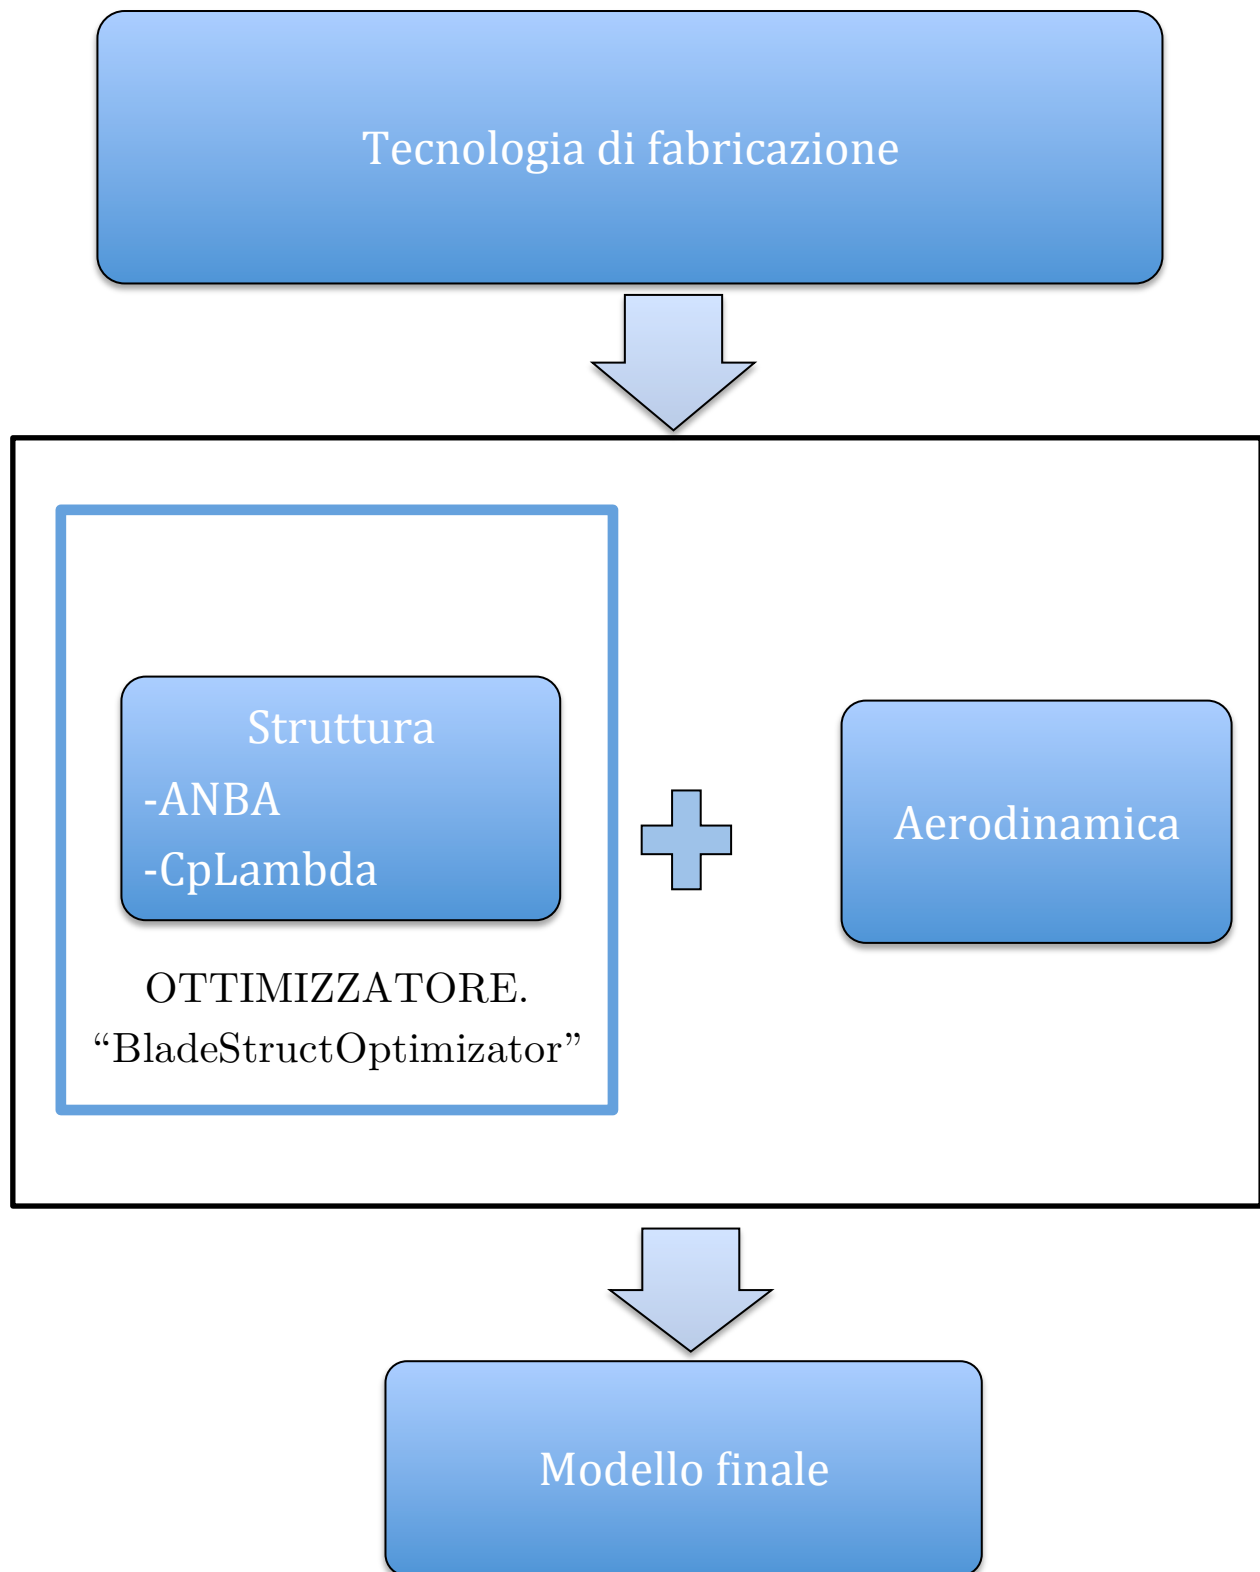 Tecnologia di fabricazione
Struttura
-ANBA
-CpLambda
Aerodinamica
OTTIMIZZATORE.
“BladeStructOptimizator”
Modello finale